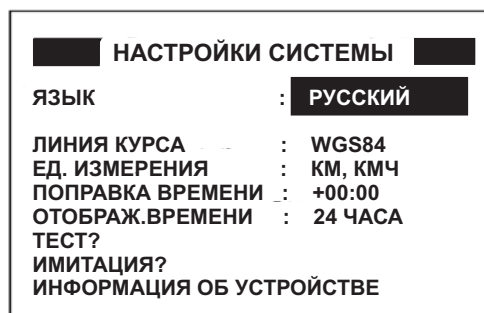 НАСТРОЙКИ СИСТЕМЫ
ЯЗЫК : РУССКИЙ
ЛИНИЯ КУРСА : WGS84
ЕД. ИЗМЕРЕНИЯ : КМ, КМЧ
ПОПРАВКА ВРЕМЕНИ : +00:00
ОТОБРАЖ.ВРЕМЕНИ : 24 ЧАСА
ТЕСТ?
ИМИТАЦИЯ?
ИНФОРМАЦИЯ ОБ УСТРОЙСТВЕ